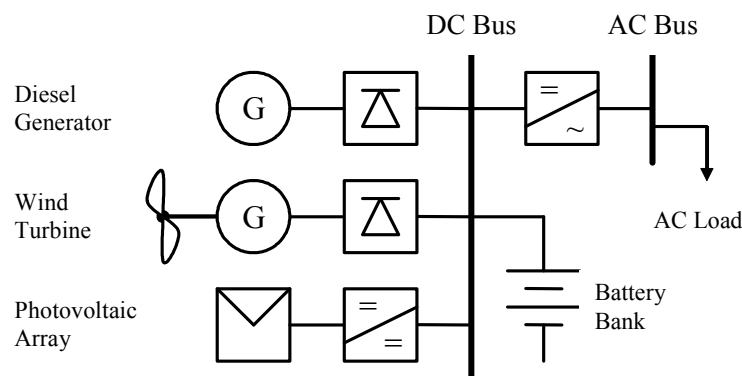 DC Bus
AC Bus
Diesel
Generator
G
=
~
Wind
Turbine
G
AC Load
Photovoltaic
Array
=
=
Battery
Bank